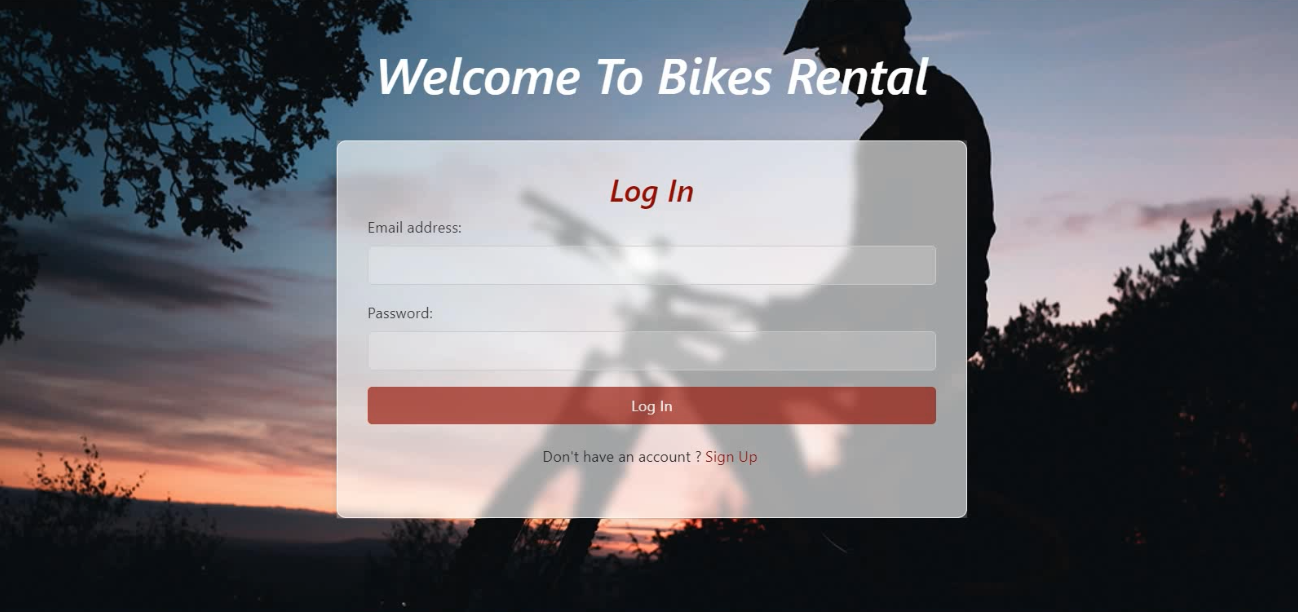 Welcome To Bikes Rental
Log In
Email address:
Password:
Log In
Don't have an account ? Sign Up